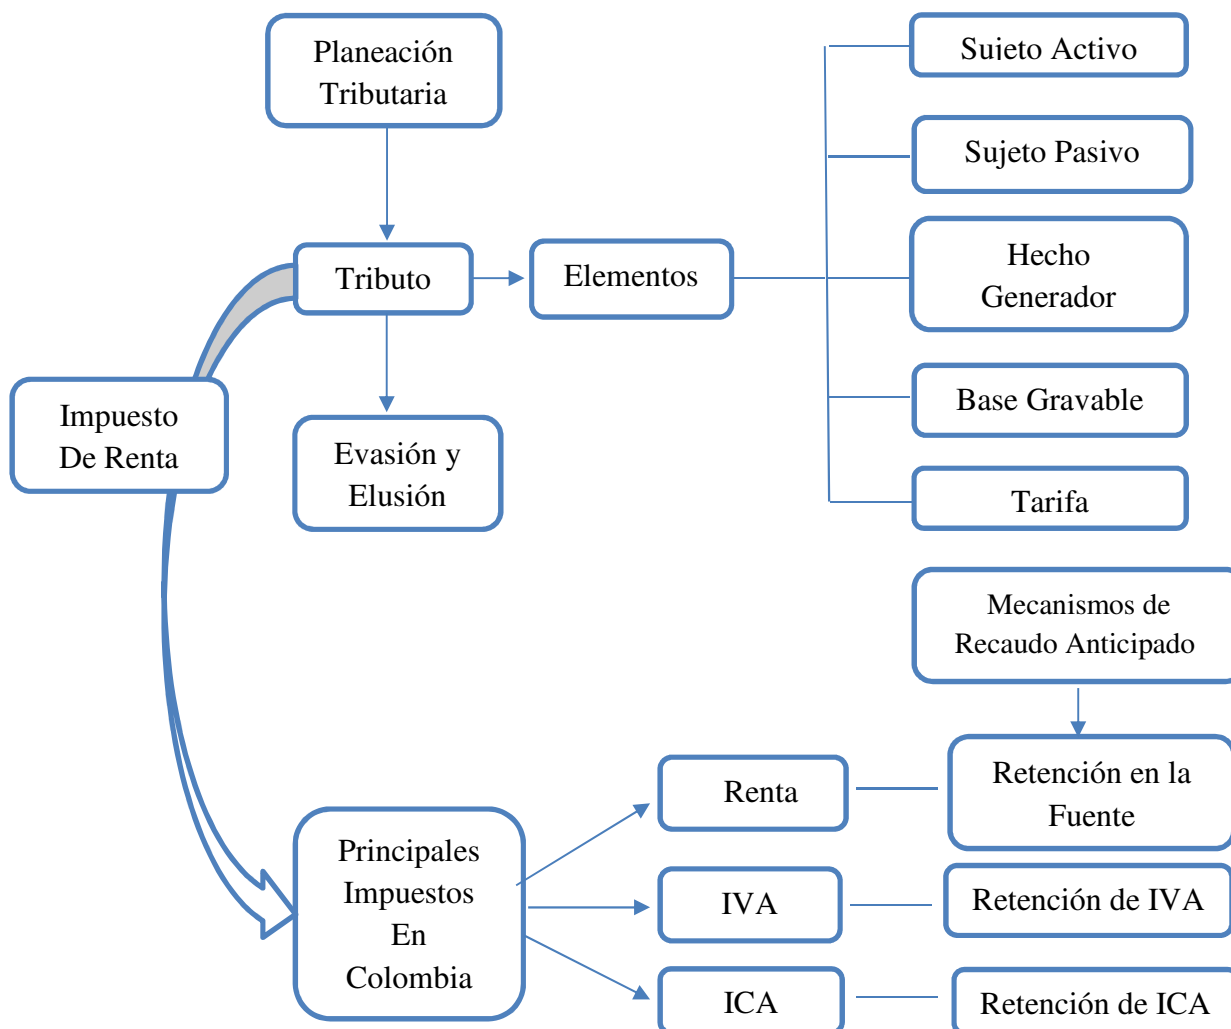 Planeación
Tributaria
Sujeto Activo
Sujeto Pasivo
Tributo
Elementos
Hecho
Generador
Impuesto
De Renta
Evasión y
Elusión
Base Gravable
Tarifa
Mecanismos de
Recaudo Anticipado
Principales
Impuestos
En
Colombia
Renta
Retención en la
Fuente
IVA
Retención de IVA
ICA
Retención de ICA